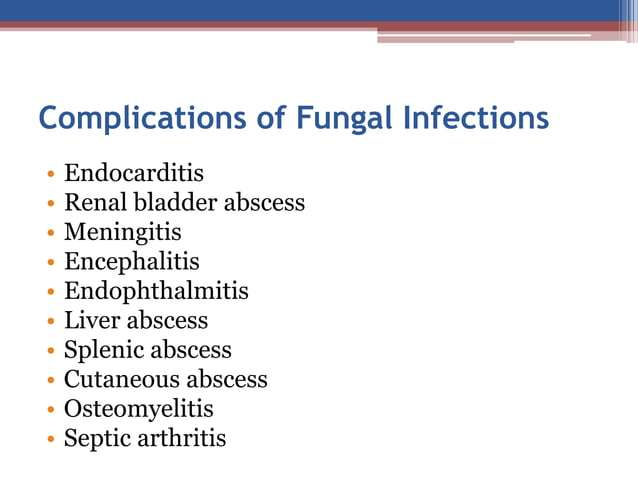 Complications of Fungal Infections
• Endocarditis
• Renal bladder abscess
• Meningitis
• Encephalitis
• Endophthalmitis
• Liver abscess
• Splenic abscess
• Cutaneous abscess
• Osteomyelitis
• Septic arthritis